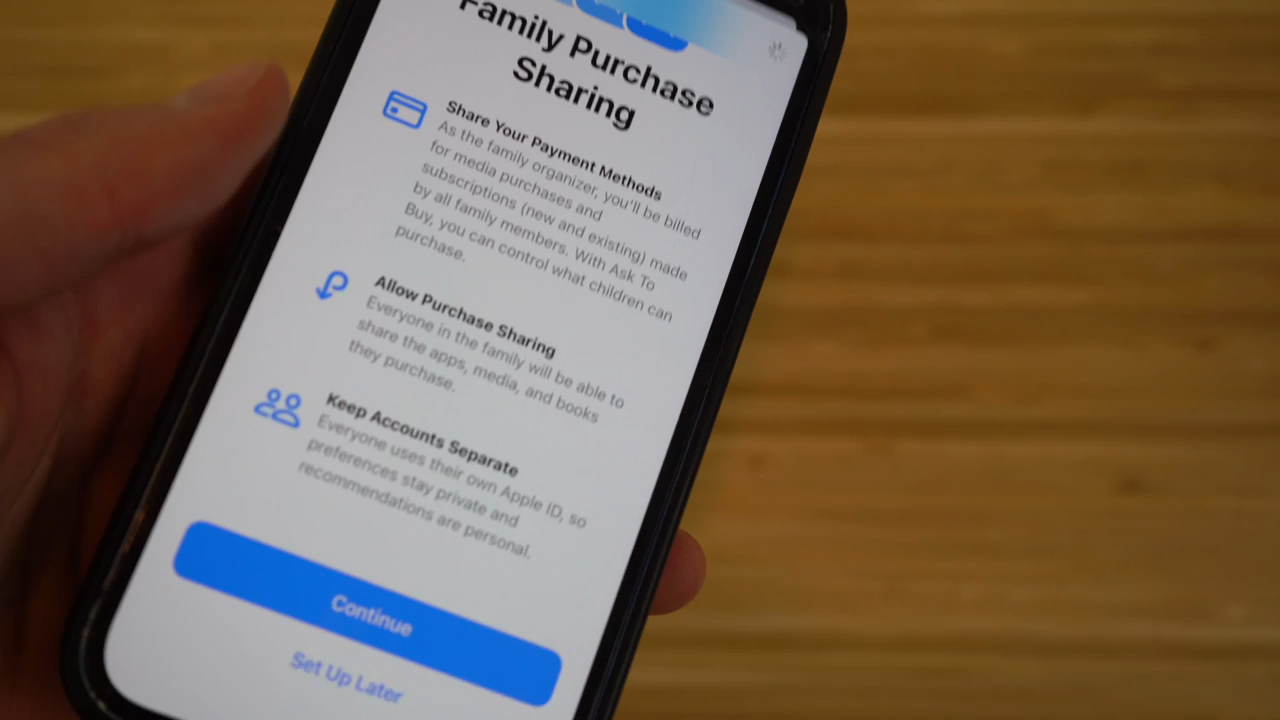 Family Purchase
Sharing
Share Your Payment Methods
As the family organizer, you'll be billed
for media purchases and
subscriptions (new and existing) made
by all family members. With Ask To
Buy, you can control what children can
purchase.
Allow Purchase Sharing
Everyone in the family will be able to
share the apps, media, and books
they purchase.
Keep Accounts Separate
Everyone uses their own Apple ID, so
preferences stay private and
recommendations are personal.
Continue
Set Up Later